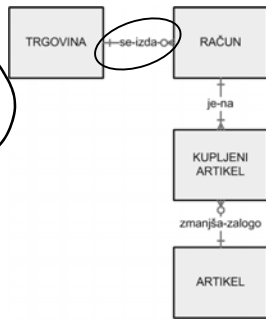 TRGOVINA
se-izda
RAČUN
je-na
KUPLJENI
ARTIKEL
zmanjša-zalogo
ARTIKEL